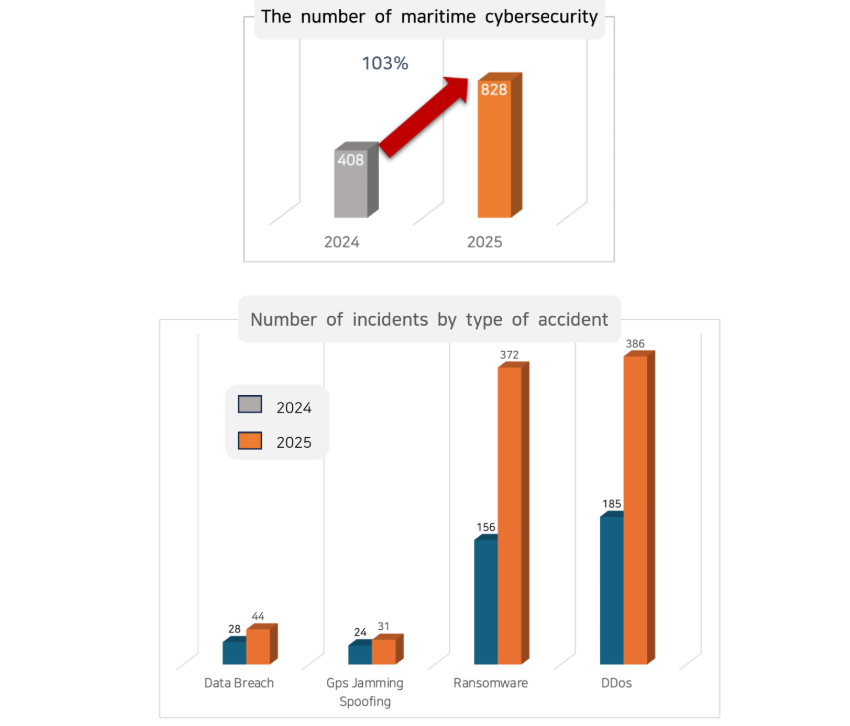 The number of maritime cybersecurity
103%
828
408
2024
2025
Number of incidents by type of accident
386
372
2024
2025
185
156
44
28
31
24
Data Breach
Gps Jamming
Spoofing
Ransomware
DDos